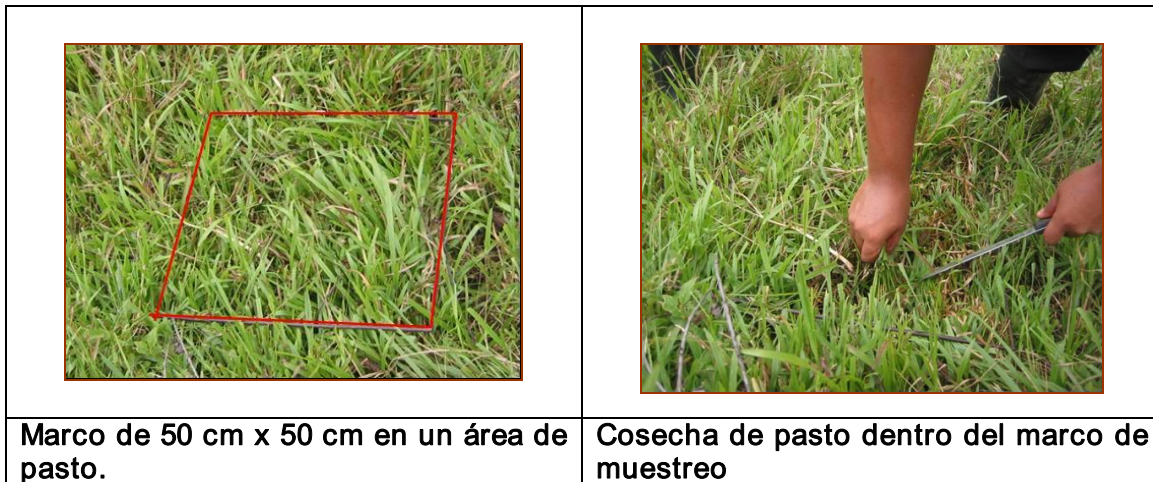 Marco de 50 cm x 50 cm en un área de
pasto.
Cosecha de pasto dentro del marco de
muestreo